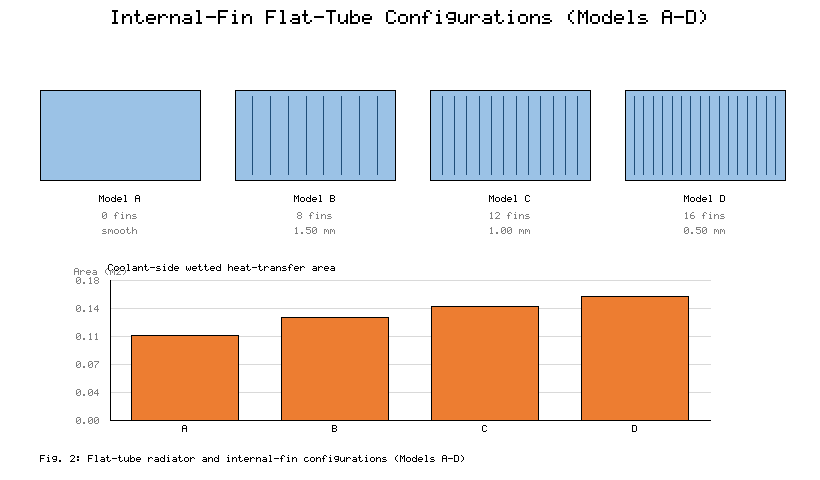 Internal-Fin Flat-Tube Configurations (Models A-D)
Model A
0 fins
smooth
Model B
8 fins
1.50 mm
Model C
12 fins
1.00 mm
Model D
16 fins
0.50 mm
Coolant-side wetted heat-transfer area
Area (m2)
0.18
0.14
0.11
0.07
0.04
0.00
A
B
C
D
Fig. 2: Flat-tube radiator and internal-fin configurations (Models A-D)